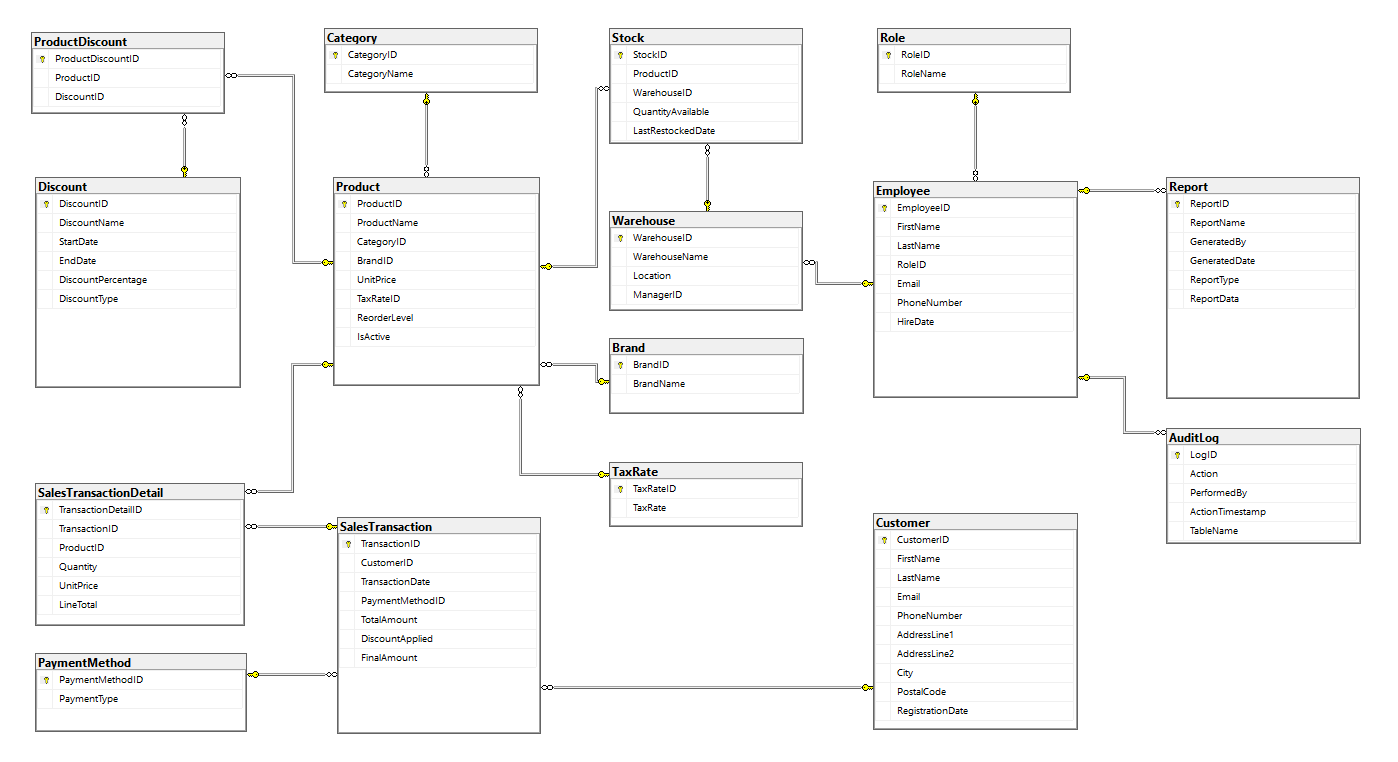 ProductDiscount
ProductDiscountID
ProductID
DiscountID
Category
CategoryID
CategoryName
Stock
StockID
ProductID
WarehouseID
QuantityAvailable
LastRestockedDate
Role
RoleID
RoleName
Discount
DiscountID
DiscountName
StartDate
EndDate
DiscountPercentage
DiscountType
Product
ProductID
ProductName
CategoryID
BrandID
UnitPrice
TaxRateID
ReorderLevel
IsActive
Warehouse
WarehouseID
WarehouseName
Location
ManagerID
Employee
EmployeeID
FirstName
LastName
RoleID
Email
PhoneNumber
HireDate
Report
ReportID
ReportName
GeneratedBy
GeneratedDate
ReportType
ReportData
Brand
BrandID
BrandName
TaxRate
TaxRateID
TaxRate
AuditLog
LogID
Action
PerformedBy
ActionTimestamp
TableName
SalesTransactionDetail
TransactionDetailID
TransactionID
ProductID
Quantity
UnitPrice
LineTotal
SalesTransaction
TransactionID
CustomerID
TransactionDate
PaymentMethodID
TotalAmount
DiscountApplied
FinalAmount
Customer
CustomerID
FirstName
LastName
Email
PhoneNumber
AddressLine1
AddressLine2
City
PostalCode
RegistrationDate
PaymentMethod
PaymentMethodID
PaymentType